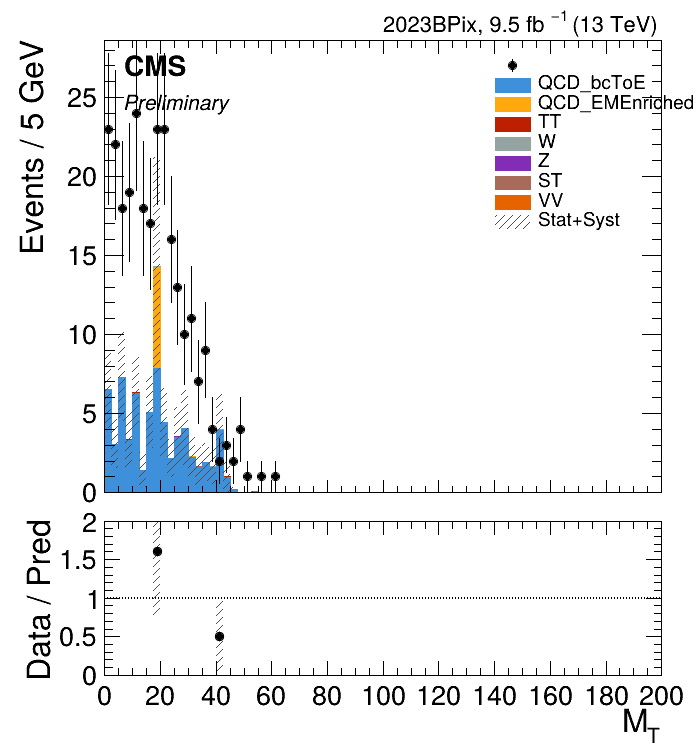 2023BPix, 9.5 fb⁻¹ (13 TeV)
CMS
Preliminary
QCD_bcToE
QCD_EMEnriched
TT
W
Z
ST
VV
Stat+Syst
Events / 5 GeV
25
20
15
10
5
0
Data / Pred
2
1.5
1
0.5
0
0 20 40 60 80 100 120 140 160 180 200
M_T